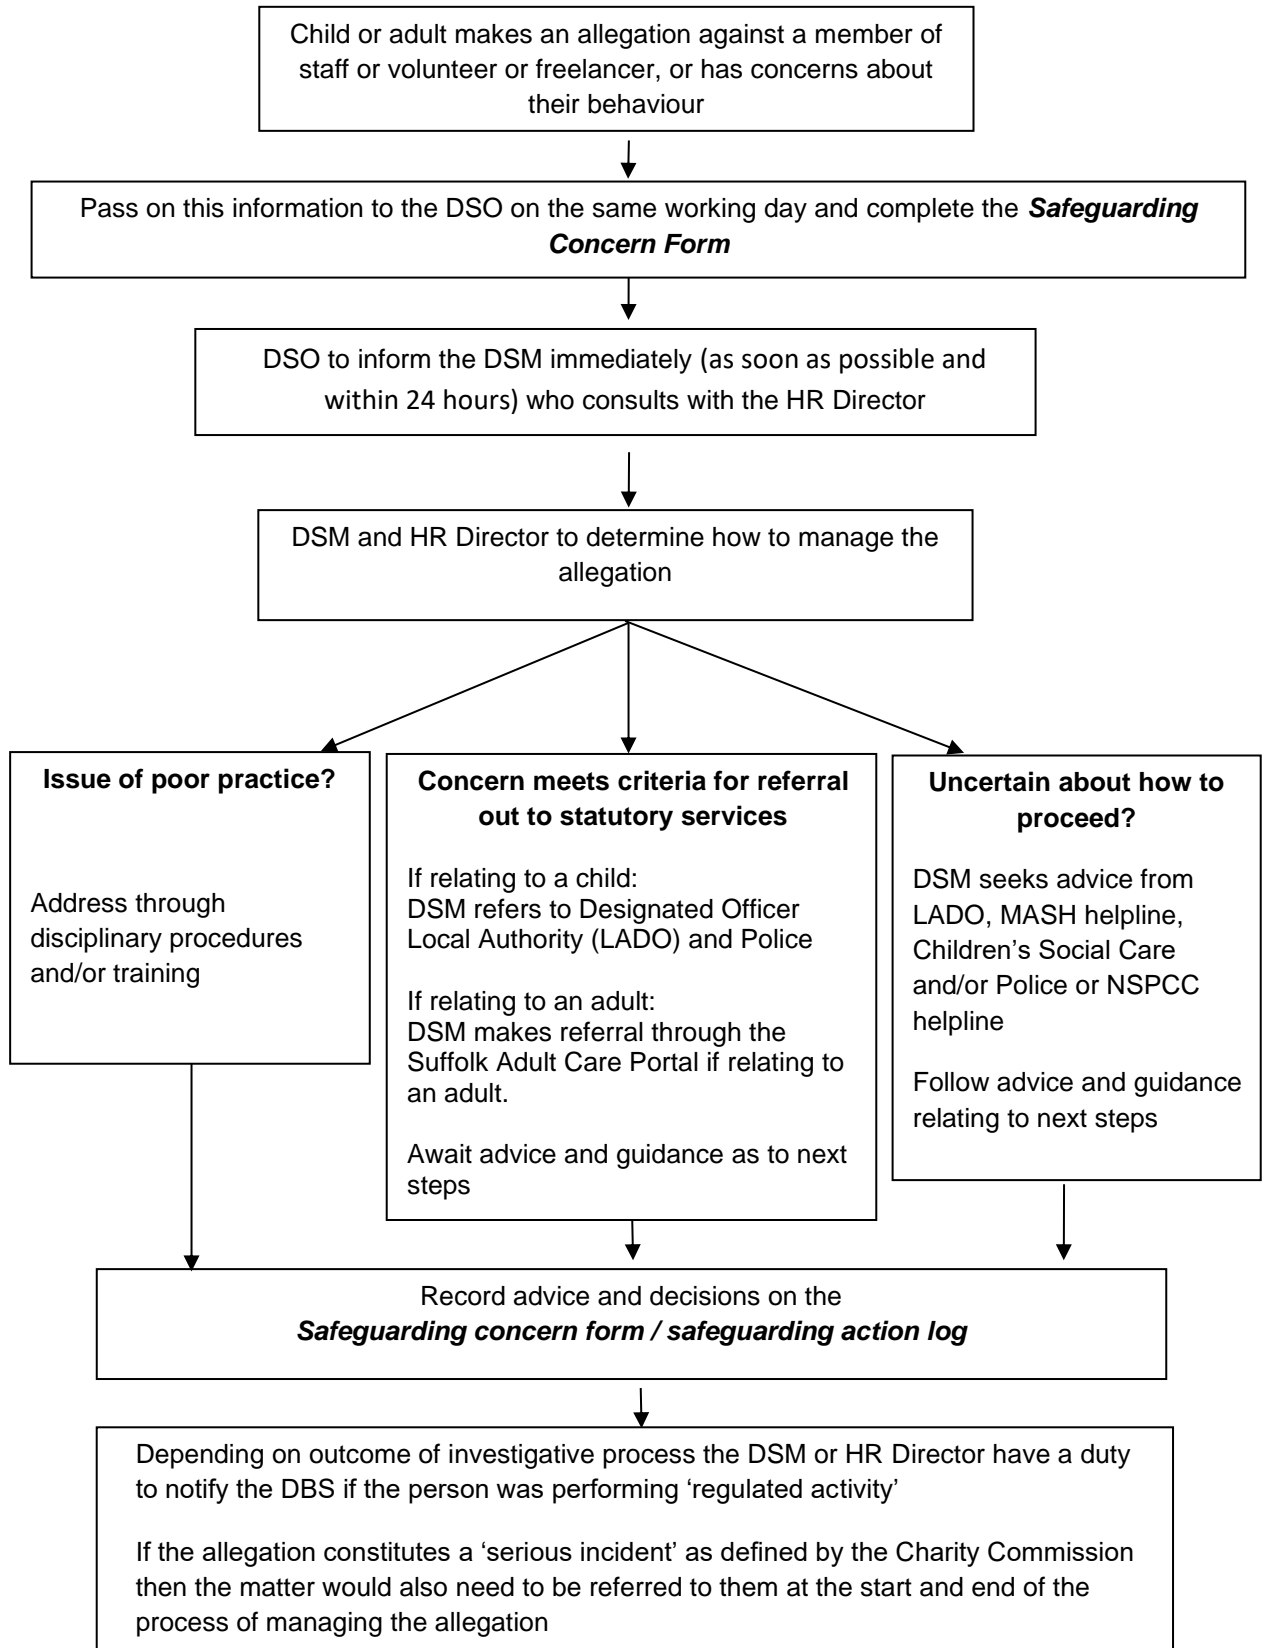 Child or adult makes an allegation against a member of
staff or volunteer or freelancer, or has concerns about
their behaviour
Pass on this information to the DSO on the same working day and complete the Safeguarding
Concern Form
DSO to inform the DSM immediately (as soon as possible and
within 24 hours) who consults with the HR Director
DSM and HR Director to determine how to manage the
allegation
Issue of poor practice?
Address through
disciplinary procedures
and/or training
Concern meets criteria for referral
out to statutory services
If relating to a child:
DSM refers to Designated Officer
Local Authority (LADO) and Police
If relating to an adult:
DSM makes referral through the
Suffolk Adult Care Portal if relating to
an adult.
Await advice and guidance as to next
steps
Uncertain about how to
proceed?
DSM seeks advice from
LADO, MASH helpline,
Children’s Social Care
and/or Police or NSPCC
helpline
Follow advice and guidance
relating to next steps
Record advice and decisions on the
Safeguarding concern form / safeguarding action log
Depending on outcome of investigative process the DSM or HR Director have a duty
to notify the DBS if the person was performing ‘regulated activity’
If the allegation constitutes a ‘serious incident’ as defined by the Charity Commission
then the matter would also need to be referred to them at the start and end of the
process of managing the allegation